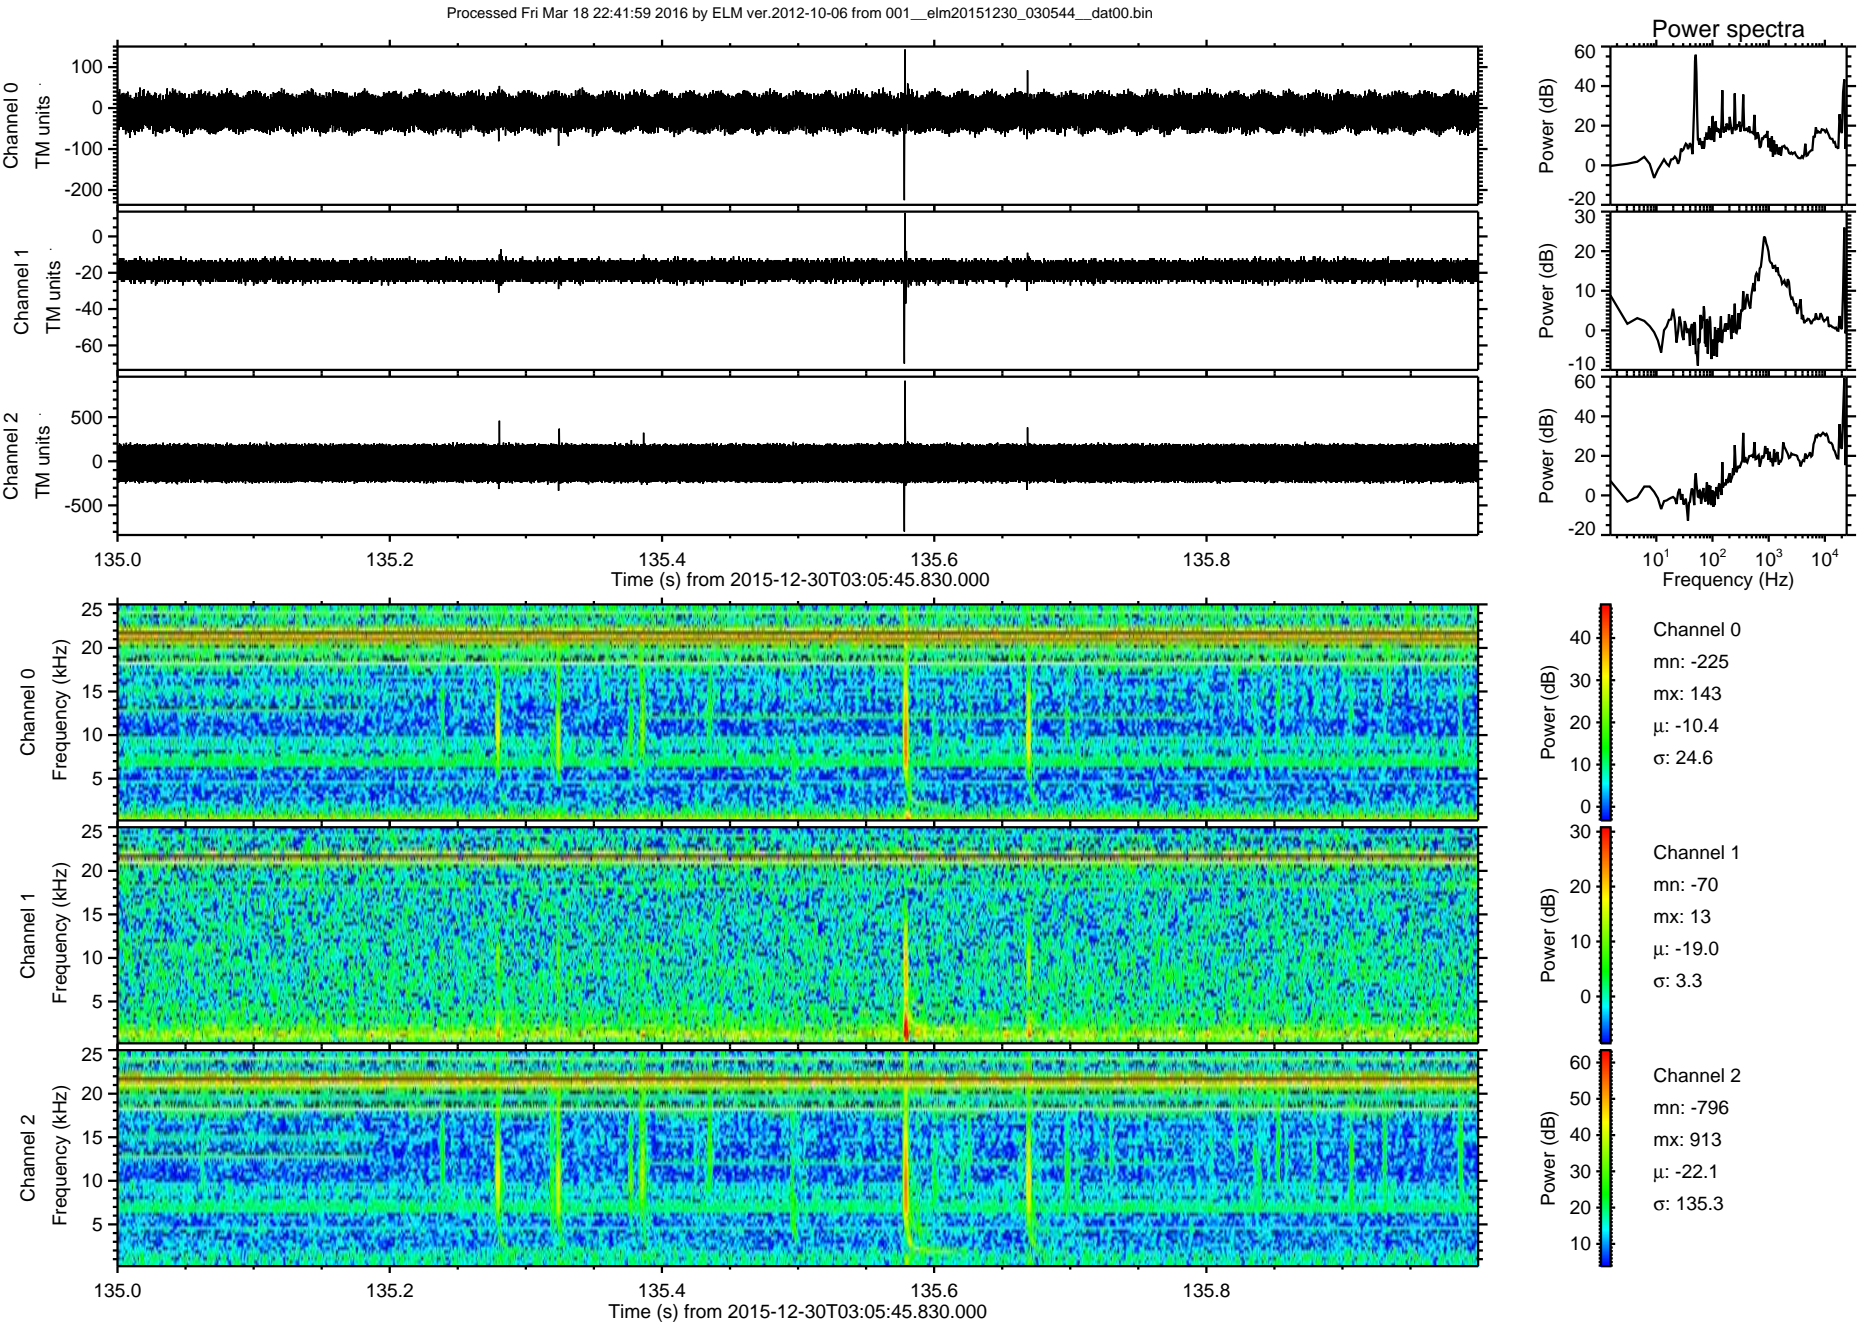 Processed Fri Mar 18 22:41:59 2016 by ELM ver.2012-10-06 from 001__elm20151230_030544__dat00.bin
Power spectra
Channel 0
TM units
100
0
-100
-200
Power (dB)
60
40
20
0
-20
Channel 1
TM units
0
-20
-40
-60
Power (dB)
30
20
10
0
-10
Channel 2
TM units
500
0
-500
Power (dB)
60
40
20
0
-20
135.0 135.2 135.4 135.6 135.8
Time (s) from 2015-12-30T03:05:45.830.000
10^1 10^2 10^3 10^4
Frequency (Hz)
Channel 0
Frequency (kHz)
25
20
15
10
5
Power (dB)
40
30
20
10
0
Channel 0
mn: -225
mx: 143
μ: -10.4
σ: 24.6
Channel 1
Frequency (kHz)
25
20
15
10
5
Power (dB)
30
20
10
0
Channel 1
mn: -70
mx: 13
μ: -19.0
σ: 3.3
Channel 2
Frequency (kHz)
25
20
15
10
5
Power (dB)
60
50
40
30
20
10
Channel 2
mn: -796
mx: 913
μ: -22.1
σ: 135.3
135.0 135.2 135.4 135.6 135.8
Time (s) from 2015-12-30T03:05:45.830.000